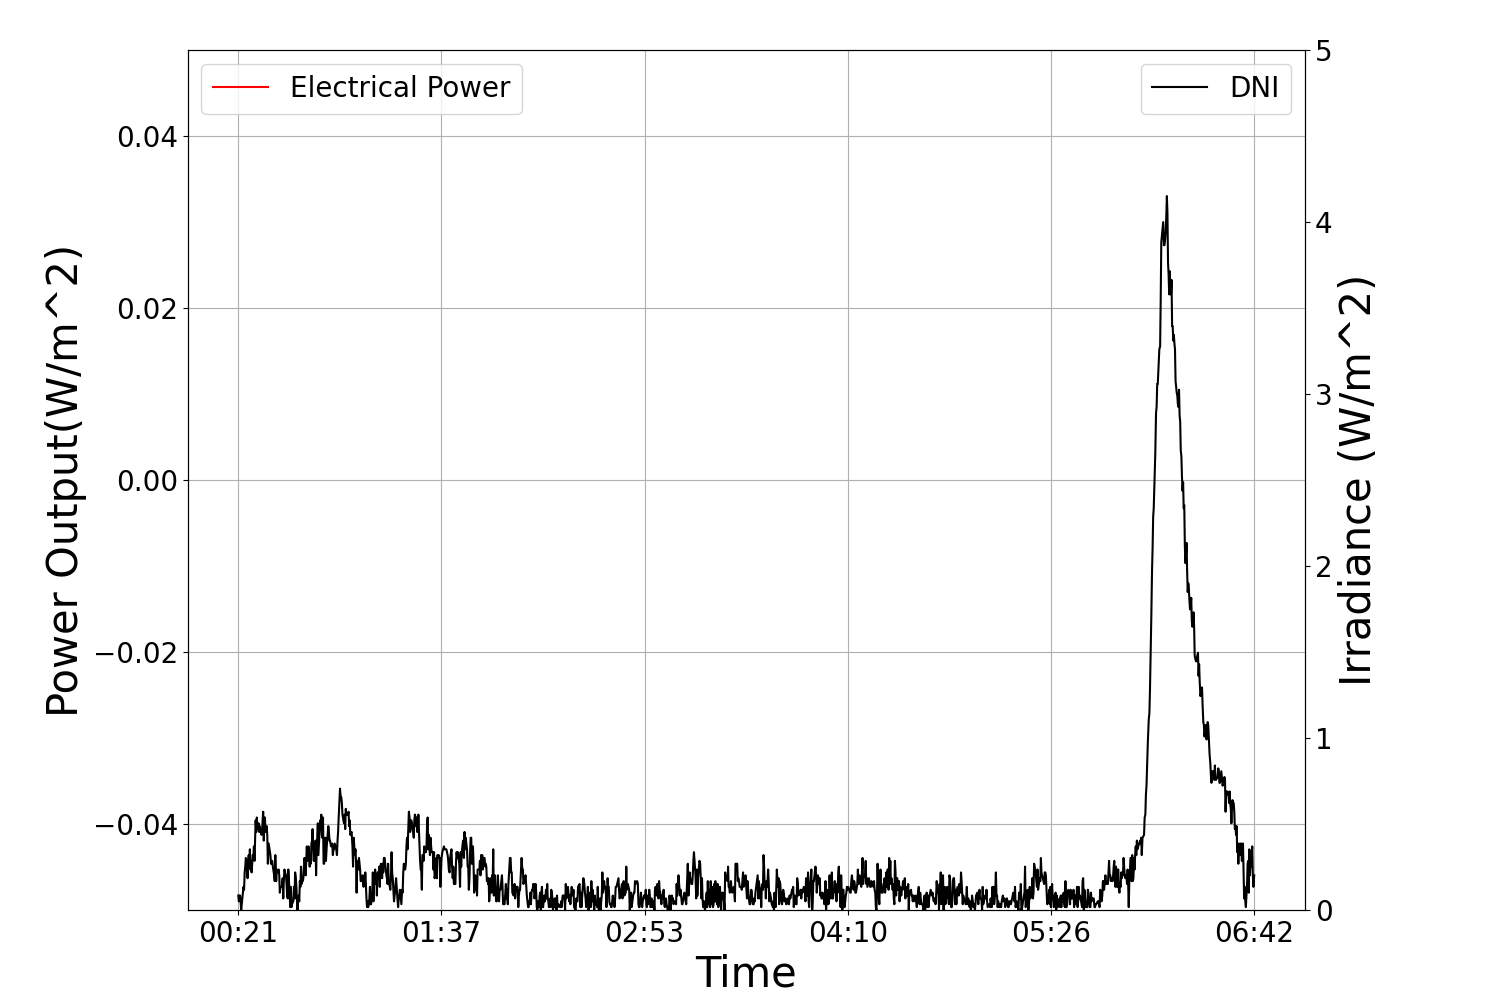 Electrical Power
DNI
0.04
0.02
0.00
−0.02
−0.04
Power Output(W/m^2)
5
4
3
2
1
0
Irradiance (W/m^2)
00:21 01:37 02:53 04:10 05:26 06:42
Time